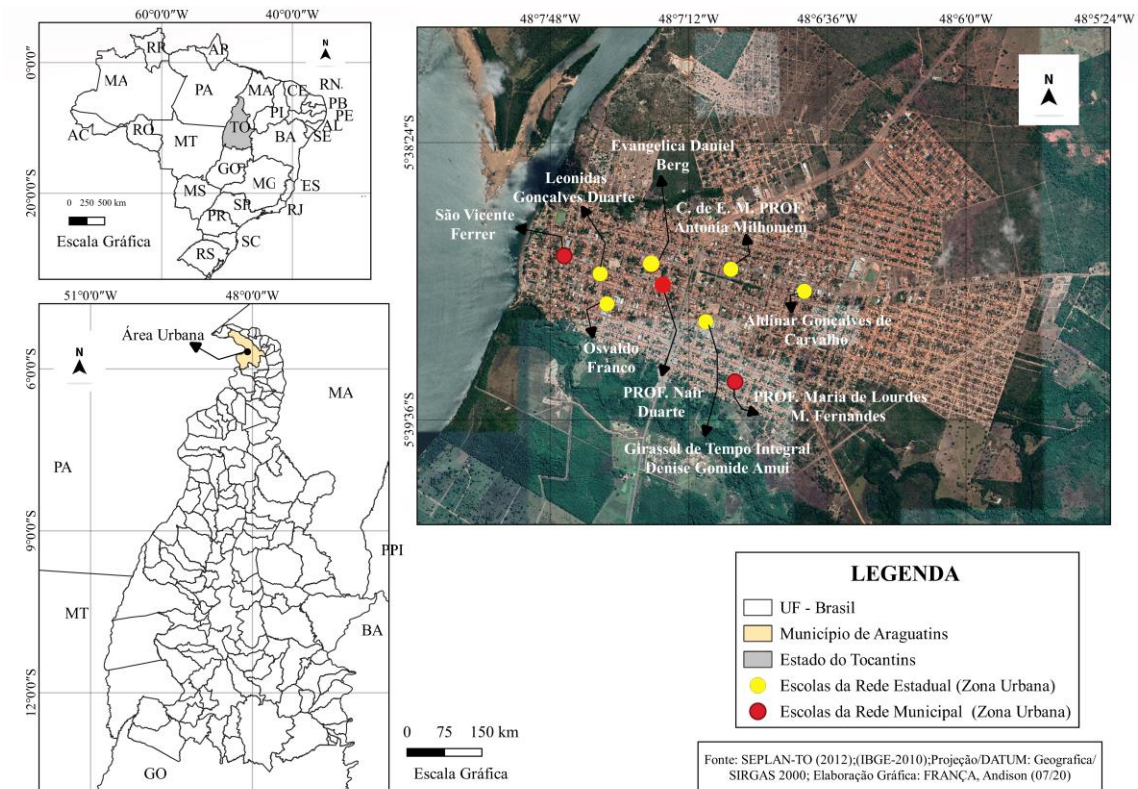 60°0'0"W
40°0'0"W
N
0°0'0"
20°0'0"S
RR
AP
MA
PA
MA
CE
RN
PB
PE
AL
SE
PI
AC
RO
TO
BA
MT
GO
MG
ES
MS
SP
RJ
PR
SC
RS
0 250 500 km
Escala Gráfica
51°0'0"W
48°0'0"W
Área Urbana
N
6°0'0"S
9°0'0"S
12°0'0"S
MA
PA
PPI
MT
BA
GO
0 75 150 km
Escala Gráfica
48°7'48"W
48°7'12"W
48°6'36"W
48°6'0"W
48°5'24"W
5°38'24"S
5°39'36"S
N
Evangelica Daniel
Berg
Leonidas
Gonçalves Duarte
C. de E. M. PROF.
Antonia Milhomem
São Vicente
Ferrer
Aldinar Gonçalves de
Carvalho
Osvaldo
Franco
PROF. Nair
Duarte
PROF. Maria de Lourdes
M. Fernandes
Girassol de Tempo Integral
Denise Gomide Amui
LEGENDA
UF - Brasil
Município de Araguatins
Estado do Tocantins
Escolas da Rede Estadual (Zona Urbana)
Escolas da Rede Municipal (Zona Urbana)
Fonte: SEPLAN-TO (2012);(IBGE-2010);Projeção/DATUM: Geografica/
SIRGAS 2000; Elaboração Gráfica: FRANÇA, Andison (07/20)